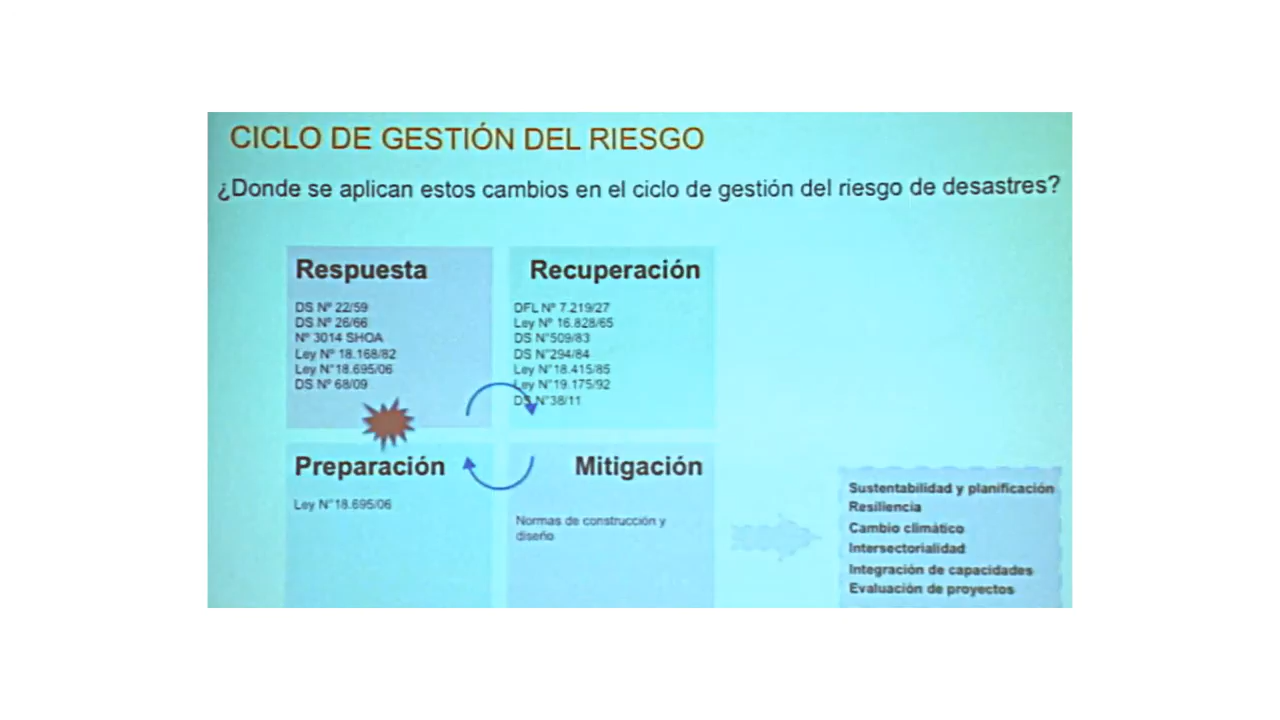 CICLO DE GESTIÓN DEL RIESGO
¿Donde se aplican estos cambios en el ciclo de gestión del riesgo de desastres?
Respuesta
DS Nº 22/59
DS Nº 26/66
Nº 3014 SHOA
Ley Nº 18.168/82
Ley N°18.695/06
DS Nº 68/09
Recuperación
DFL Nº 7.219/27
Ley Nº 16.828/65
DS N°509/83
DS N°294/84
Ley N°18.415/85
Ley N°19.175/92
DS N°38/11
Preparación
Ley N°18.695/06
Mitigación
Normas de construcción y
diseño
Sustentabilidad y planificación
Resiliencia
Cambio climático
Intersectorialidad
Integración de capacidades
Evaluación de proyectos